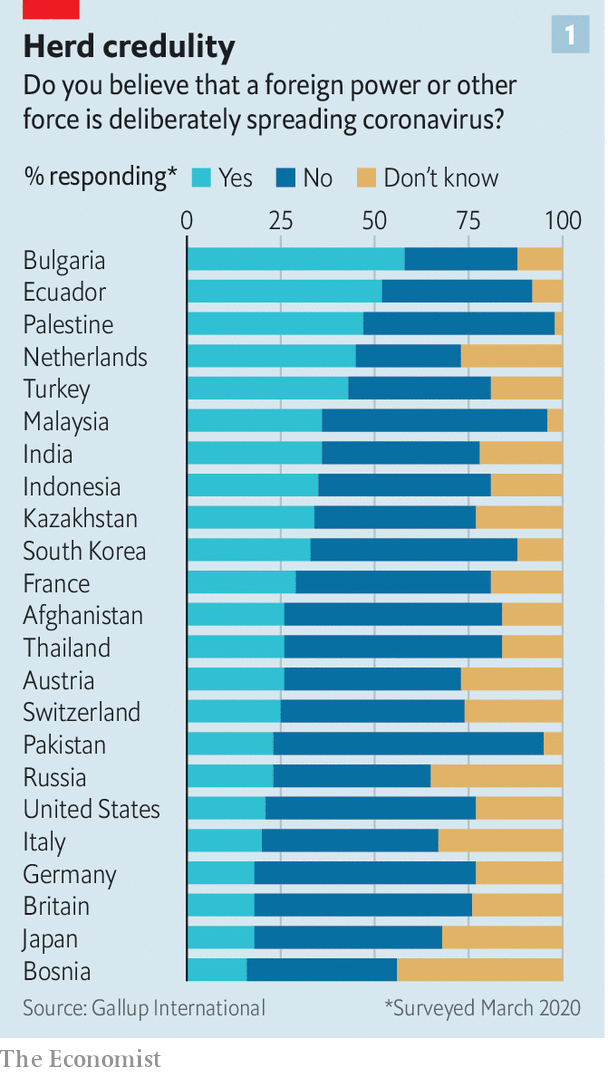 Herd credulity
1
Do you believe that a foreign power or other
force is deliberately spreading coronavirus?
% responding* Yes No Don't know
0 25 50 75 100
Bulgaria
Ecuador
Palestine
Netherlands
Turkey
Malaysia
India
Indonesia
Kazakhstan
South Korea
France
Afghanistan
Thailand
Austria
Switzerland
Pakistan
Russia
United States
Italy
Germany
Britain
Japan
Bosnia
Source: Gallup International *Surveyed March 2020
The Economist